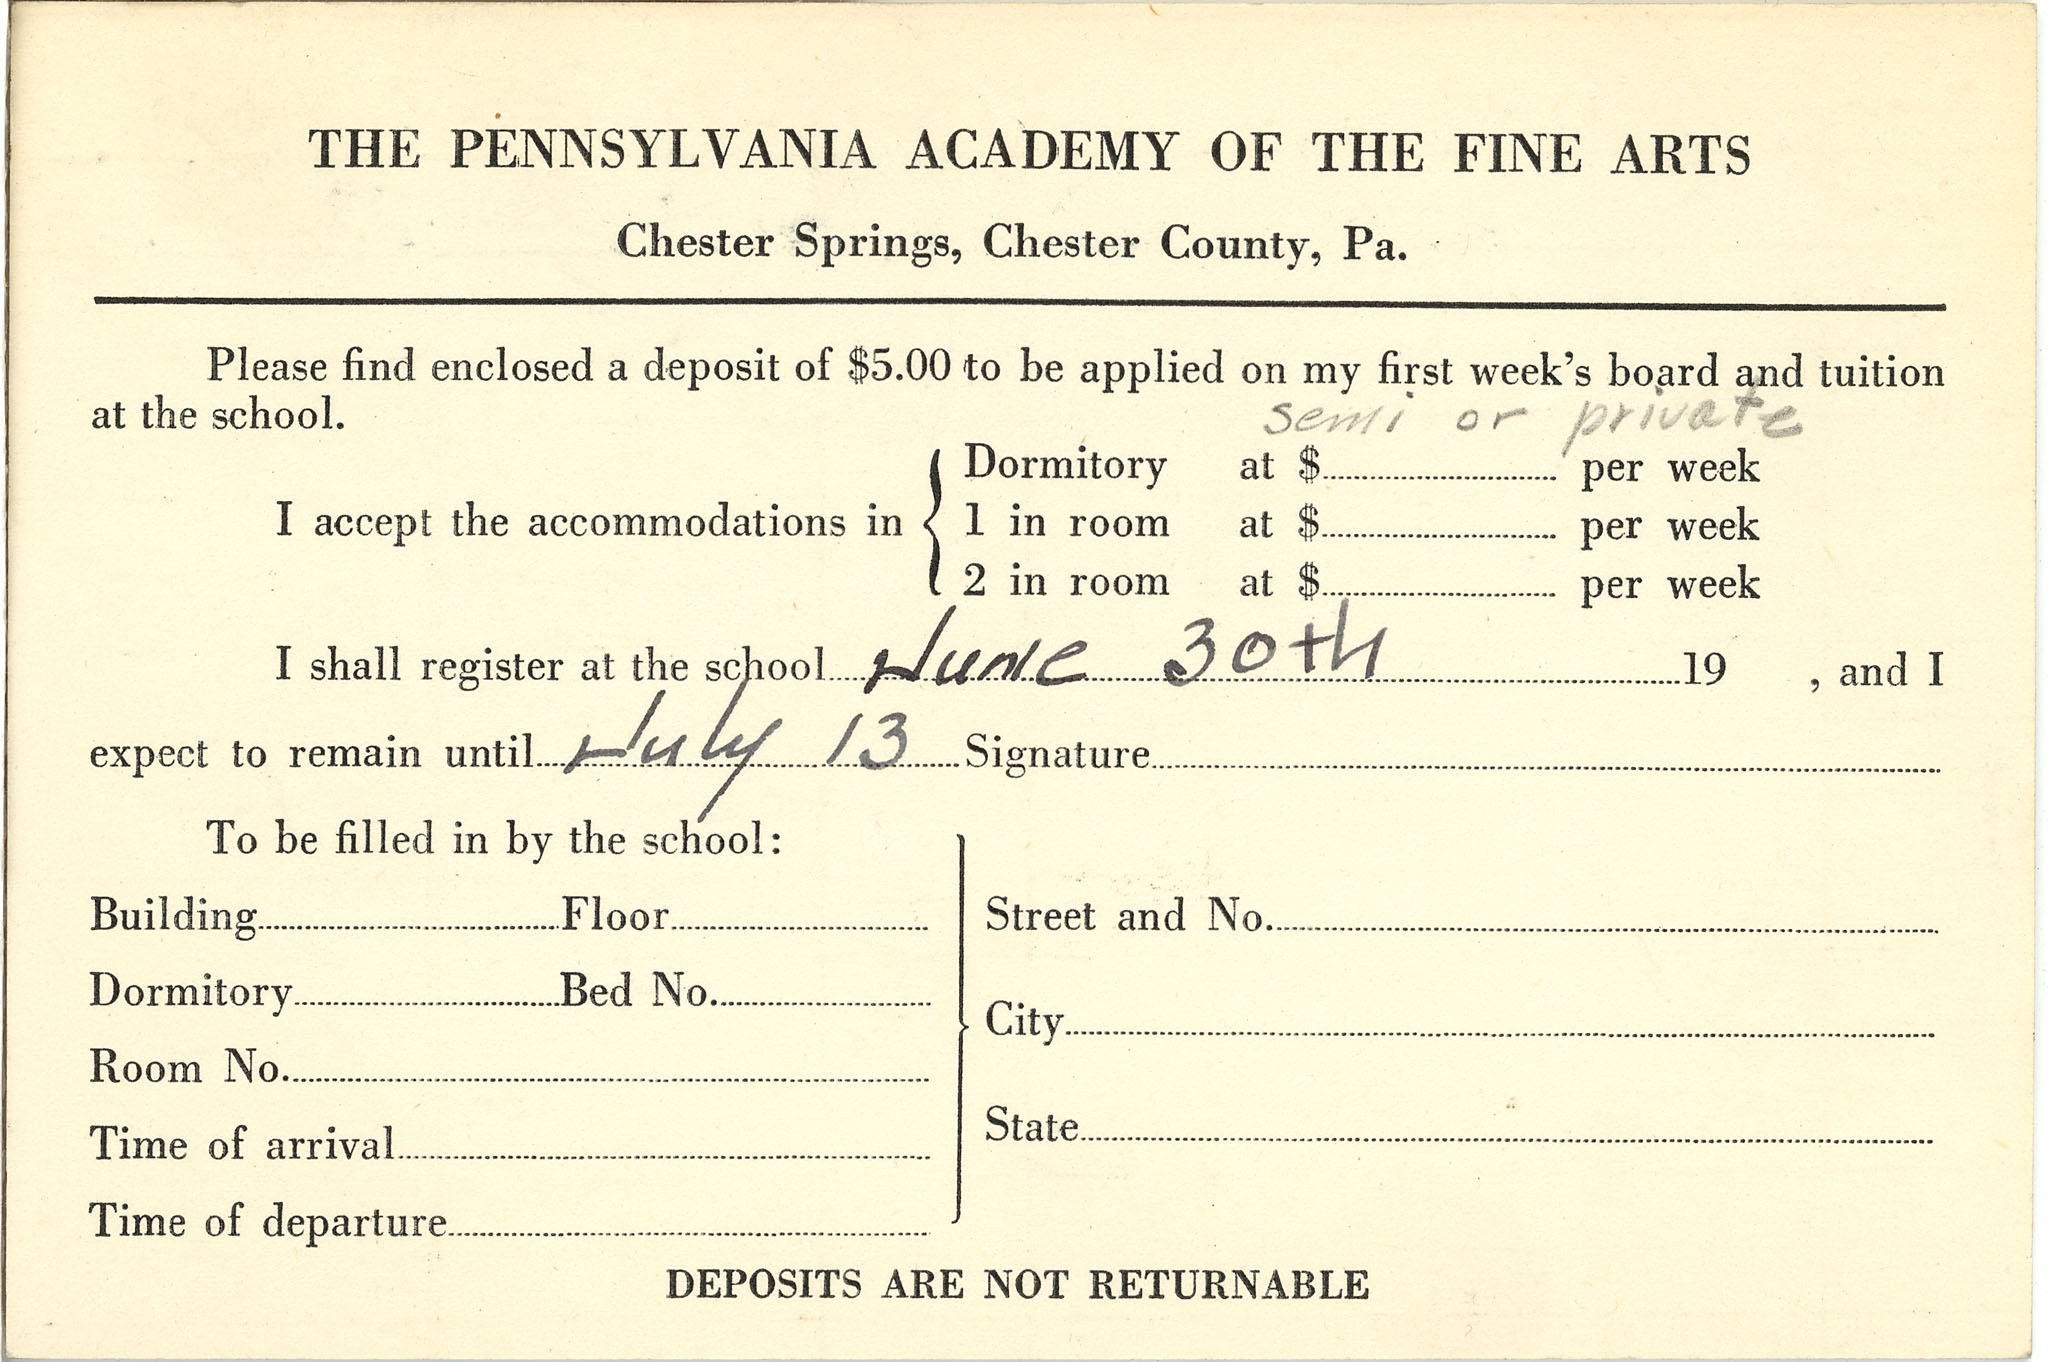 THE PENNSYLVANIA ACADEMY OF THE FINE ARTS
Chester Springs, Chester County, Pa.
Please find enclosed a deposit of $5.00 to be applied on my first week's board and tuition
at the school.
semi or private
Dormitory at $ per week
I accept the accommodations in 1 in room at $ per week
2 in room at $ per week
I shall register at the school June 30th 19 , and I
expect to remain until July 13 Signature
To be filled in by the school:
Building Floor
Dormitory Bed No.
Room No.
Time of arrival
Time of departure
Street and No.
City
State
DEPOSITS ARE NOT RETURNABLE